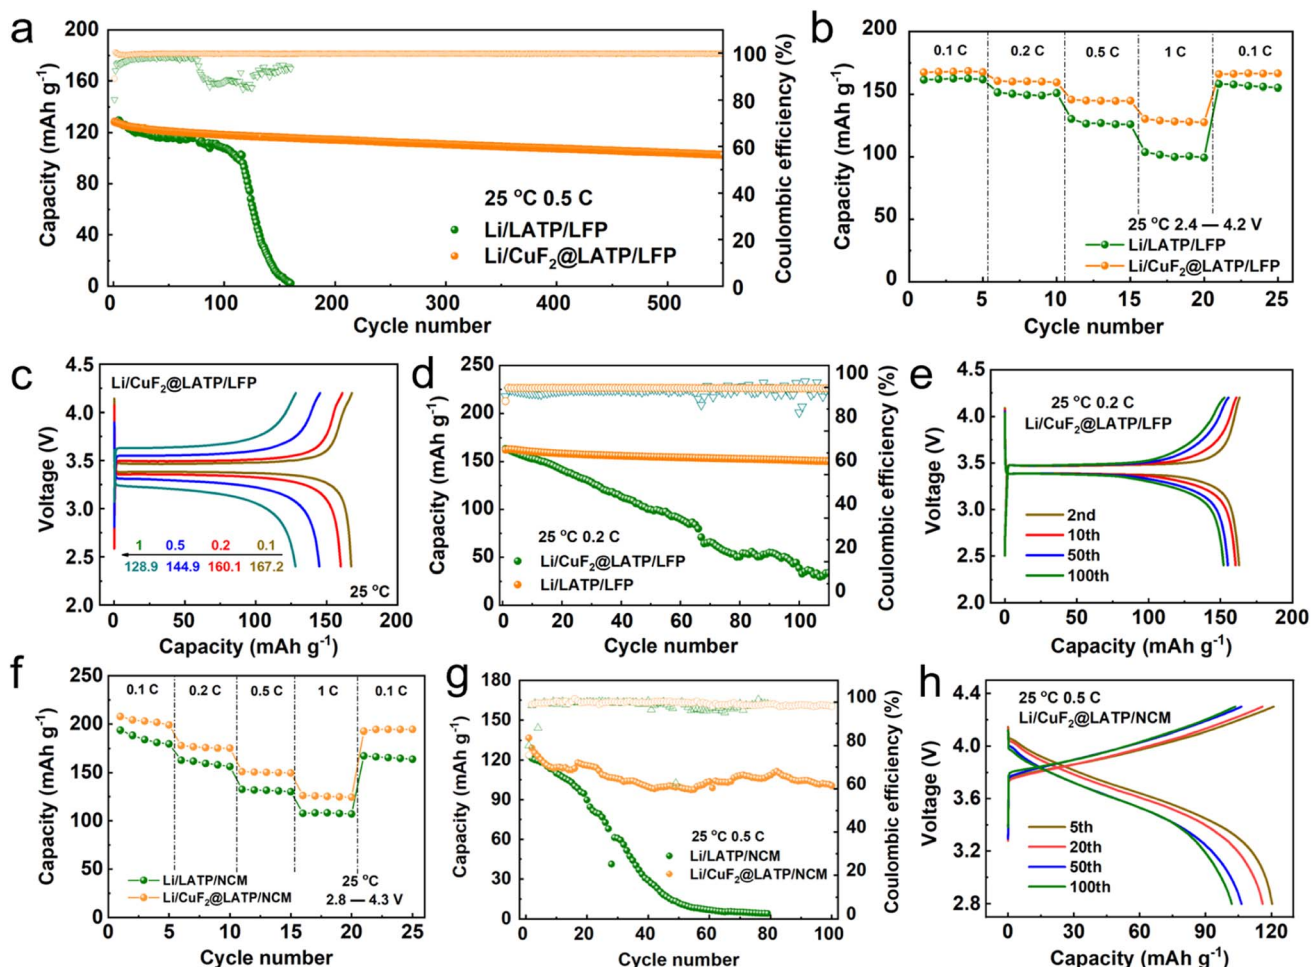 a
200
160
120
80
40
0
Capacity (mAh g-1)
0 100 200 300 400 500
Cycle number
100
80
60
40
20
0
Coulombic efficiency (%)
25 oC 0.5 C
Li/LATP/LFP
Li/CuF2@LATP/LFP
b
200
150
100
50
0
Capacity (mAh g-1)
0.1 C 0.2 C 0.5 C 1 C 0.1 C
25 oC 2.4 — 4.2 V
Li/LATP/LFP
Li/CuF2@LATP/LFP
0 5 10 15 20 25
Cycle number
c
4.5
4.0
3.5
3.0
2.5
2.0
Voltage (V)
Li/CuF2@LATP/LFP
1 0.5 0.2 0.1
128.9 144.9 160.1 167.2
25 oC
0 50 100 150 200
Capacity (mAh g-1)
d
250
200
150
100
50
0
Capacity (mAh g-1)
100
80
60
40
20
0
Coulombic efficiency (%)
25 oC 0.2 C
Li/CuF2@LATP/LFP
Li/LATP/LFP
0 20 40 60 80 100
Cycle number
e
4.5
4.0
3.5
3.0
2.5
2.0
Voltage (V)
25 oC 0.2 C
Li/CuF2@LATP/LFP
2nd
10th
50th
100th
0 50 100 150 200
Capacity (mAh g-1)
f
250
200
150
100
50
0
Capacity (mAh g-1)
0.1 C 0.2 C 0.5 C 1 C 0.1 C
Li/LATP/NCM
Li/CuF2@LATP/NCM
25 oC
2.8 — 4.3 V
0 5 10 15 20 25
Cycle number
g
180
150
120
90
60
30
0
Capacity (mAh g-1)
100
80
60
40
20
0
Coulombic efficiency (%)
25 oC 0.5 C
Li/LATP/NCM
Li/CuF2@LATP/NCM
0 20 40 60 80 100
Cycle number
h
4.4
4.0
3.6
3.2
2.8
Voltage (V)
25 oC 0.5 C
Li/CuF2@LATP/NCM
5th
20th
50th
100th
0 30 60 90 120
Capacity (mAh g-1)